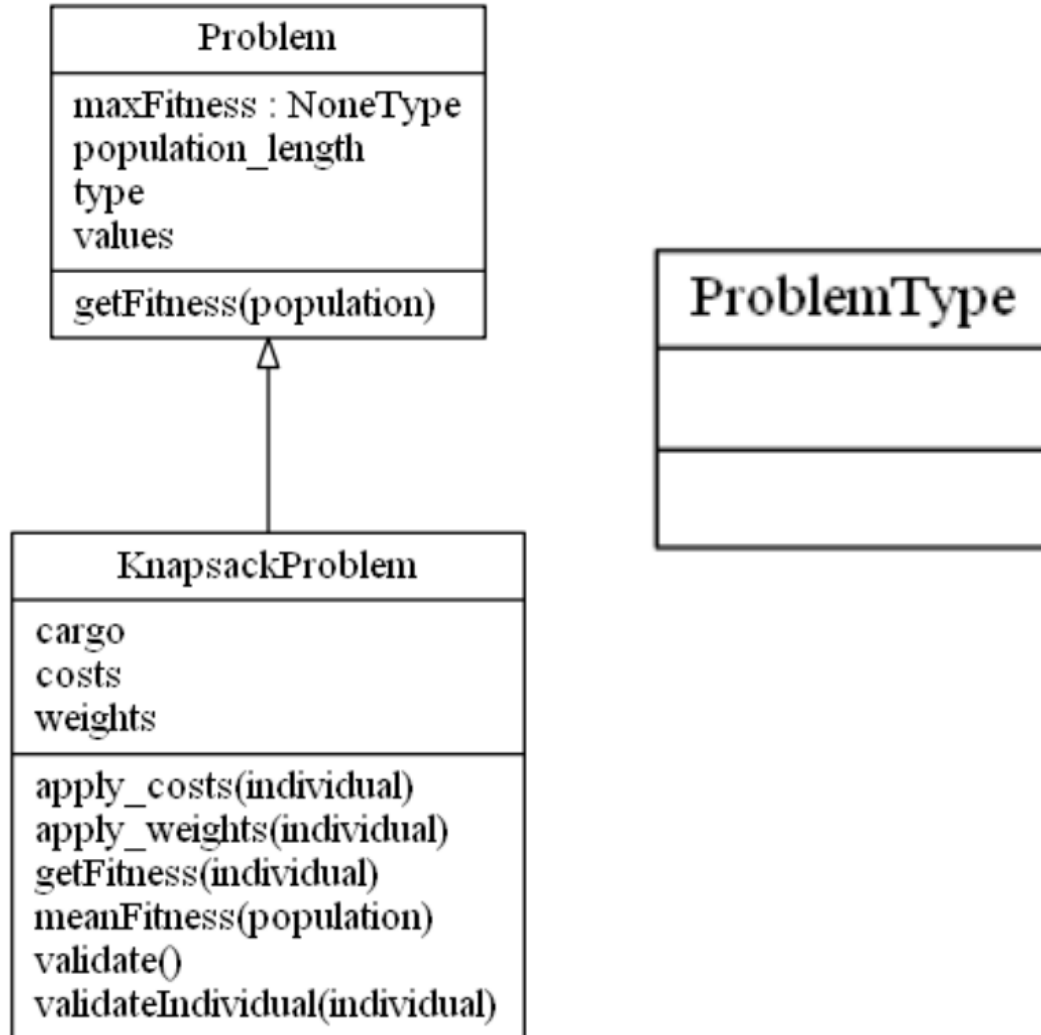 Problem
maxFitness : NoneType
population_length
type
values
getFitness(population)
ProblemType
KnapsackProblem
cargo
costs
weights
apply_costs(individual)
apply_weights(individual)
getFitness(individual)
meanFitness(population)
validate()
validateIndividual(individual)